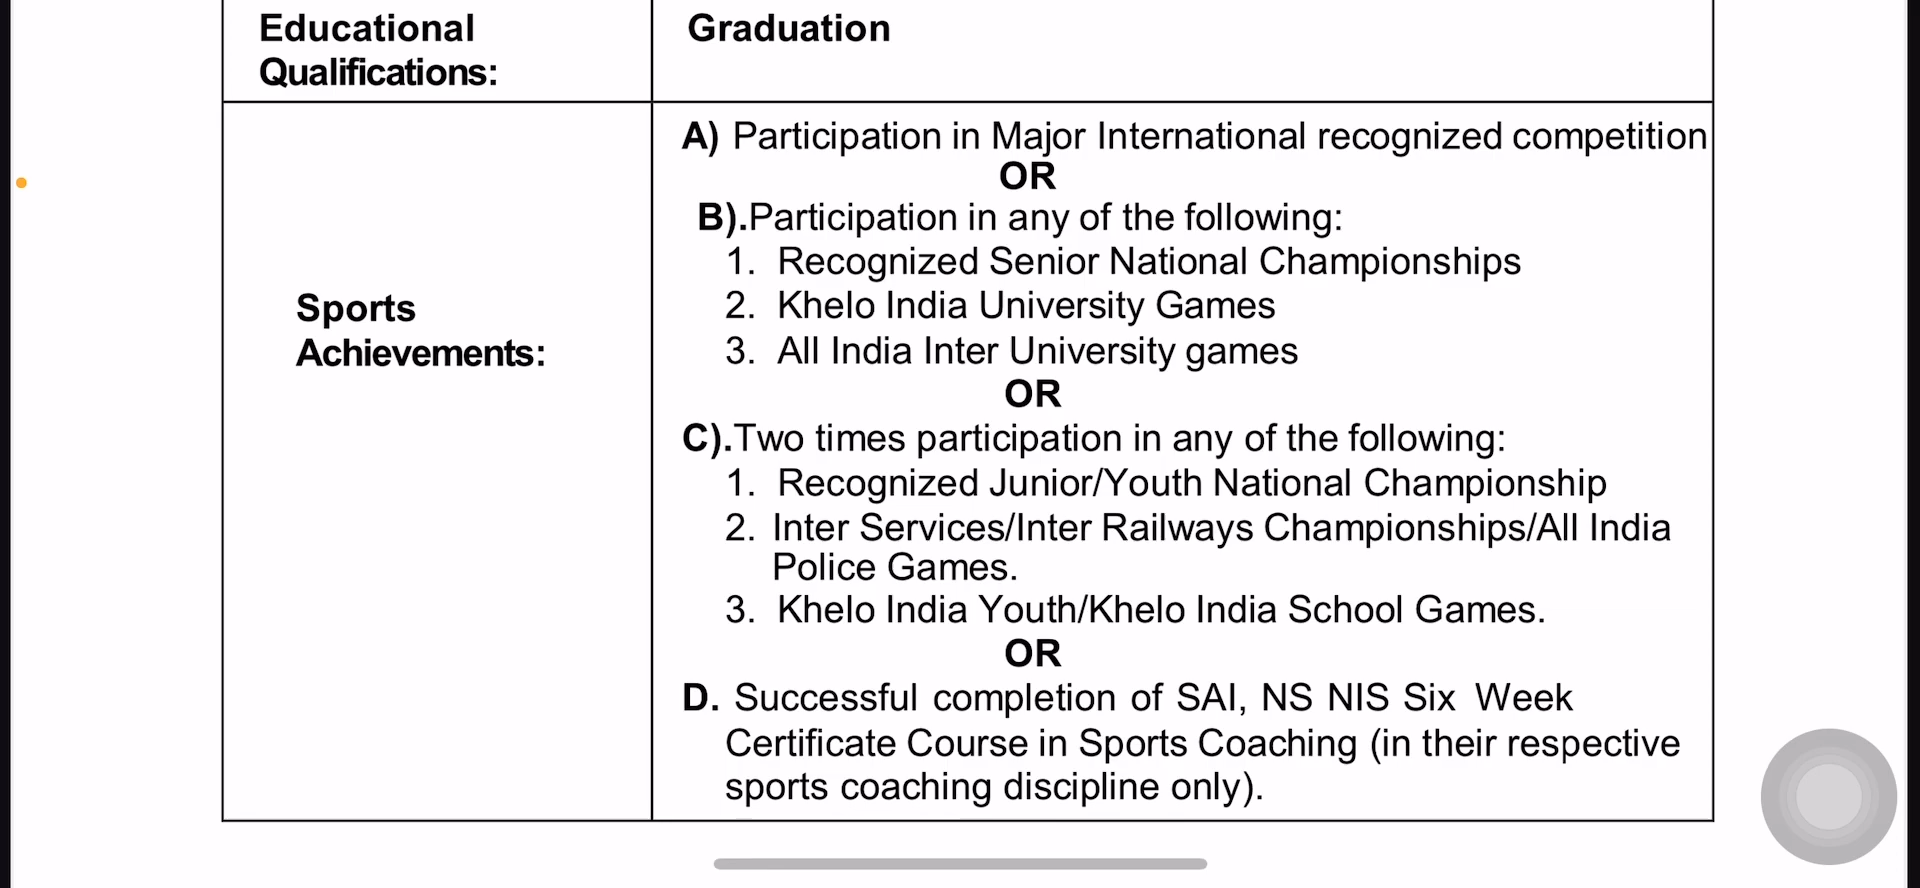 Educational
Qualifications:
Graduation
Sports
Achievements:
A) Participation in Major International recognized competition
OR
B).Participation in any of the following:
1. Recognized Senior National Championships
2. Khelo India University Games
3. All India Inter University games
OR
C).Two times participation in any of the following:
1. Recognized Junior/Youth National Championship
2. Inter Services/Inter Railways Championships/All India
Police Games.
3. Khelo India Youth/Khelo India School Games.
OR
D. Successful completion of SAI, NS NIS Six Week
Certificate Course in Sports Coaching (in their respective
sports coaching discipline only).